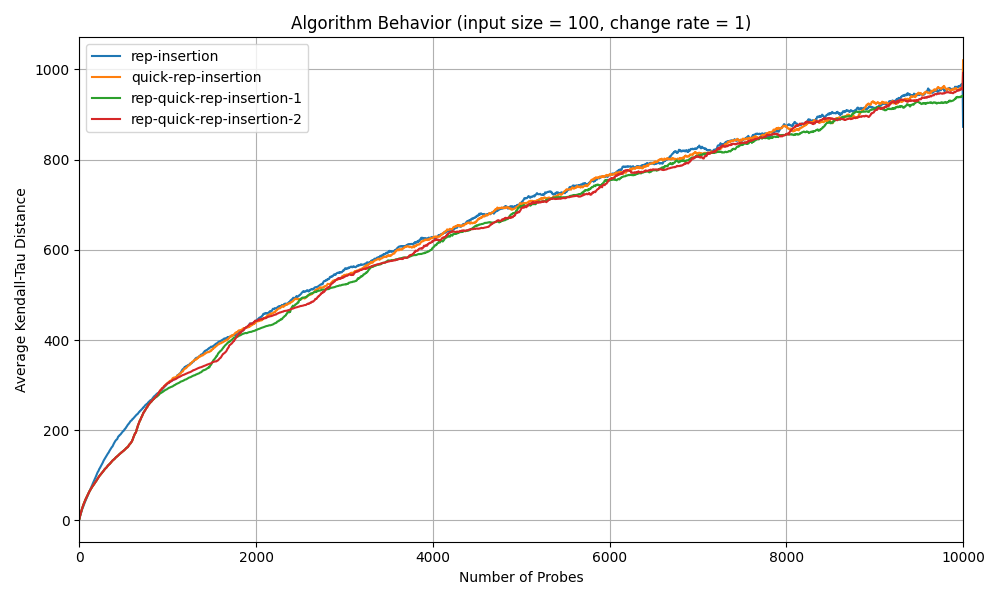 Algorithm Behavior (input size = 100, change rate = 1)
rep-insertion
quick-rep-insertion
rep-quick-rep-insertion-1
rep-quick-rep-insertion-2
Average Kendall-Tau Distance
1000
800
600
400
200
0
0 2000 4000 6000 8000 10000
Number of Probes